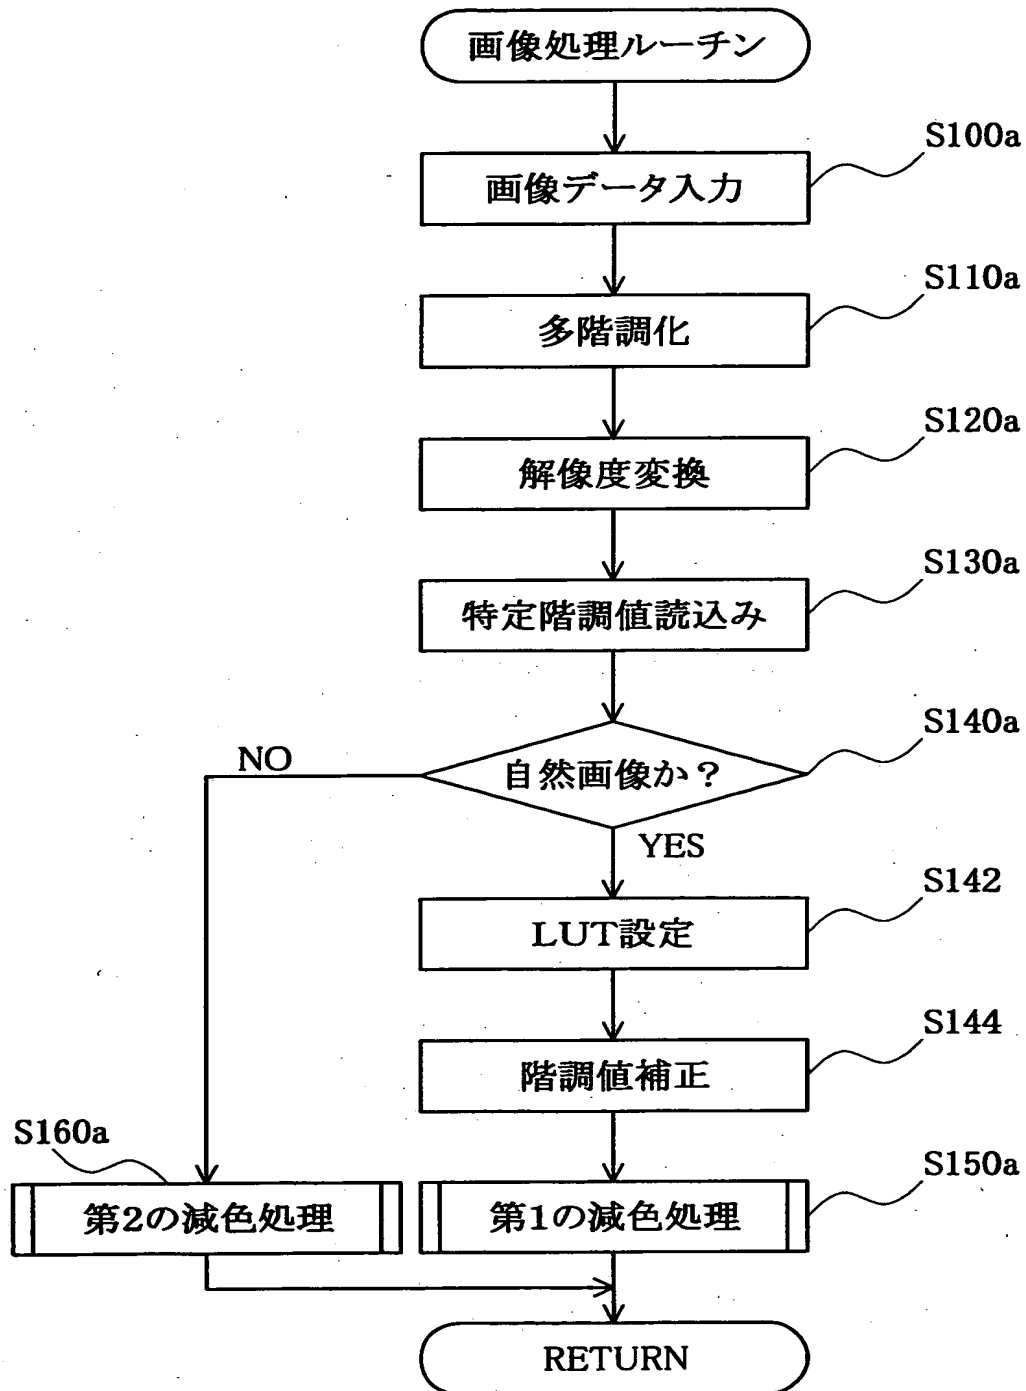 画像処理ルーチン
S100a
画像データ入力
S110a
多階調化
S120a
解像度変換
S130a
特定階調値読込み
S140a
自然画像か?
NO
YES
S142
LUT設定
S144
階調値補正
S160a
S150a
第2の減色処理
第1の減色処理
RETURN